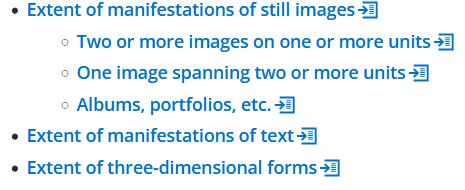 Extent of manifestations of still images
Two or more images on one or more units
One image spanning two or more units
Albums, portfolios, etc.
Extent of manifestations of text
Extent of three-dimensional forms